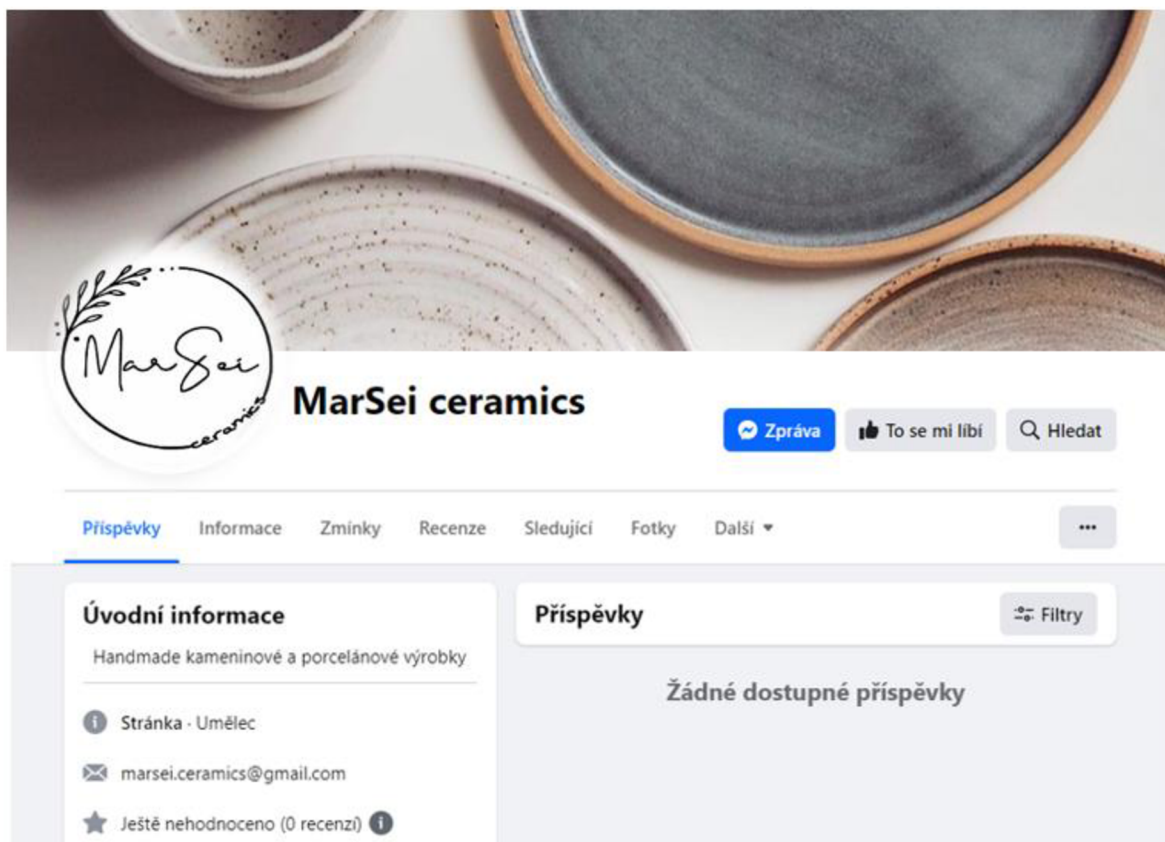 MarSei
ceramics
MarSei ceramics
Zpráva
To se mi líbí
Hledat
Příspěvky
Informace
Zmínky
Recenze
Sledující
Fotky
Další
Úvodní informace
Handmade kameninové a porcelánové výrobky
Stránka · Umělec
marsei.ceramics@gmail.com
Ještě nehodnoceno (0 recenzí)
Příspěvky
Filtry
Žádné dostupné příspěvky